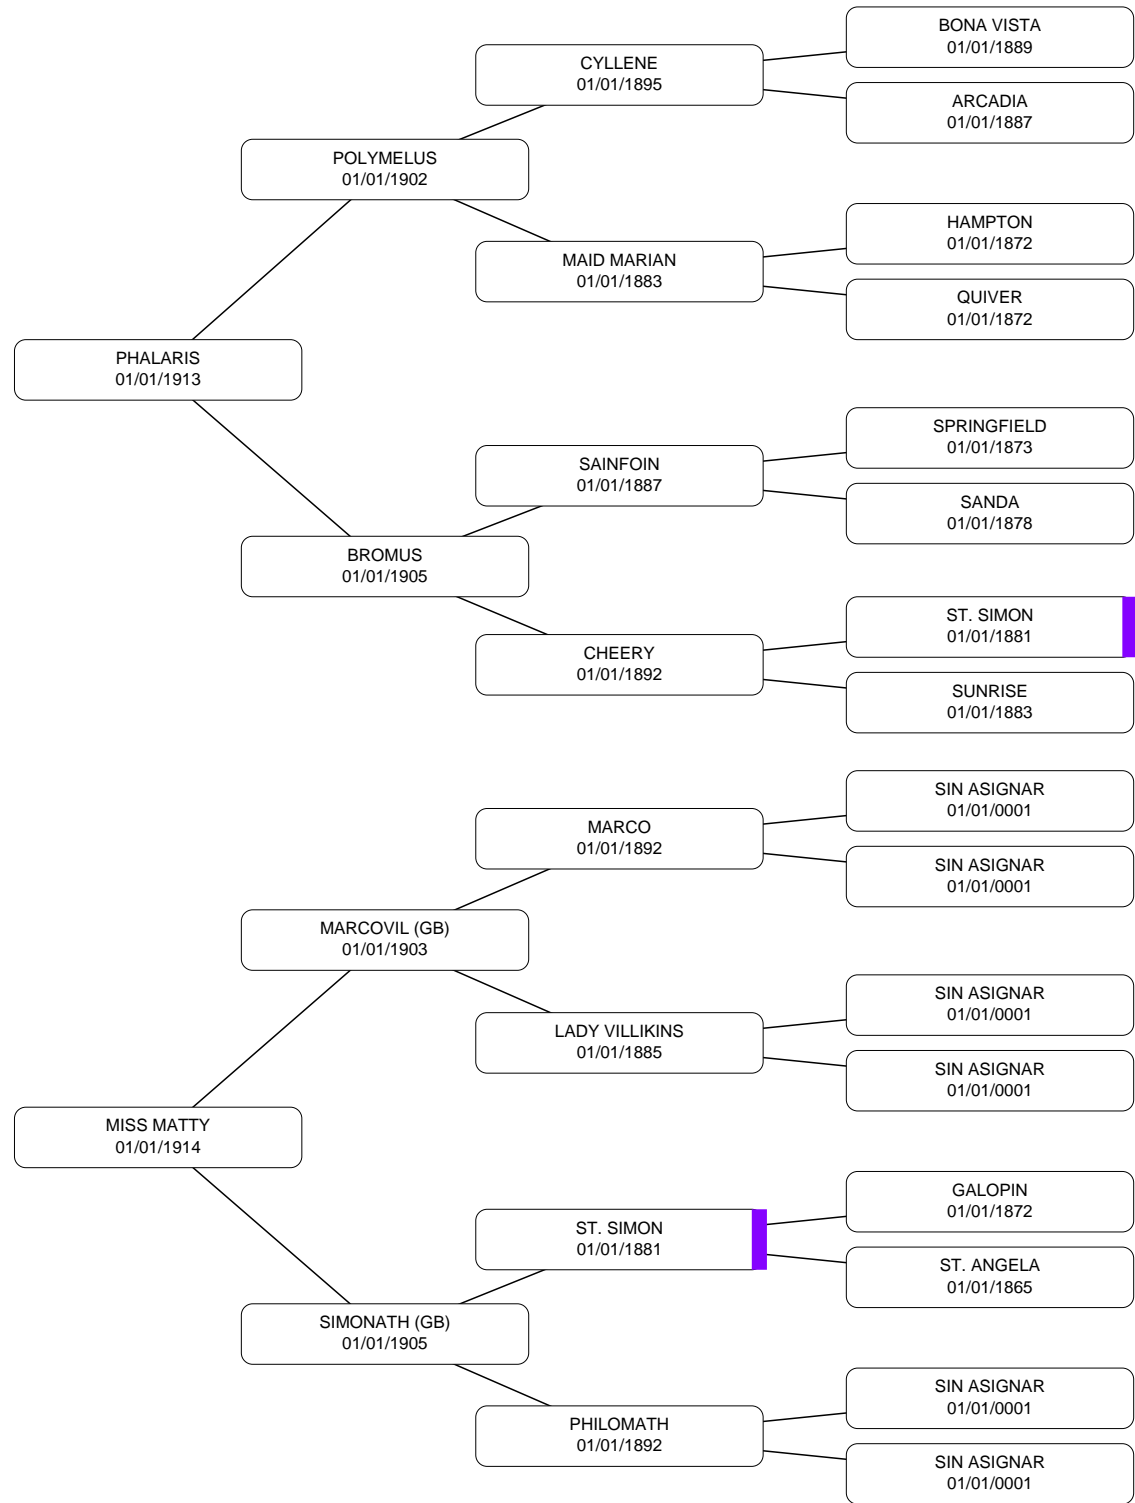 BONA VISTA
01/01/1889
CYLLENE
01/01/1895
ARCADIA
01/01/1887
POLYMELUS
01/01/1902
HAMPTON
01/01/1872
MAID MARIAN
01/01/1883
QUIVER
01/01/1872
PHALARIS
01/01/1913
SPRINGFIELD
01/01/1873
SAINFOIN
01/01/1887
SANDA
01/01/1878
BROMUS
01/01/1905
ST. SIMON
01/01/1881
CHEERY
01/01/1892
SUNRISE
01/01/1883
SIN ASIGNAR
01/01/0001
MARCO
01/01/1892
SIN ASIGNAR
01/01/0001
MARCOVIL (GB)
01/01/1903
SIN ASIGNAR
01/01/0001
LADY VILLIKINS
01/01/1885
SIN ASIGNAR
01/01/0001
MISS MATTY
01/01/1914
GALOPIN
01/01/1872
ST. SIMON
01/01/1881
ST. ANGELA
01/01/1865
SIMONATH (GB)
01/01/1905
SIN ASIGNAR
01/01/0001
PHILOMATH
01/01/1892
SIN ASIGNAR
01/01/0001